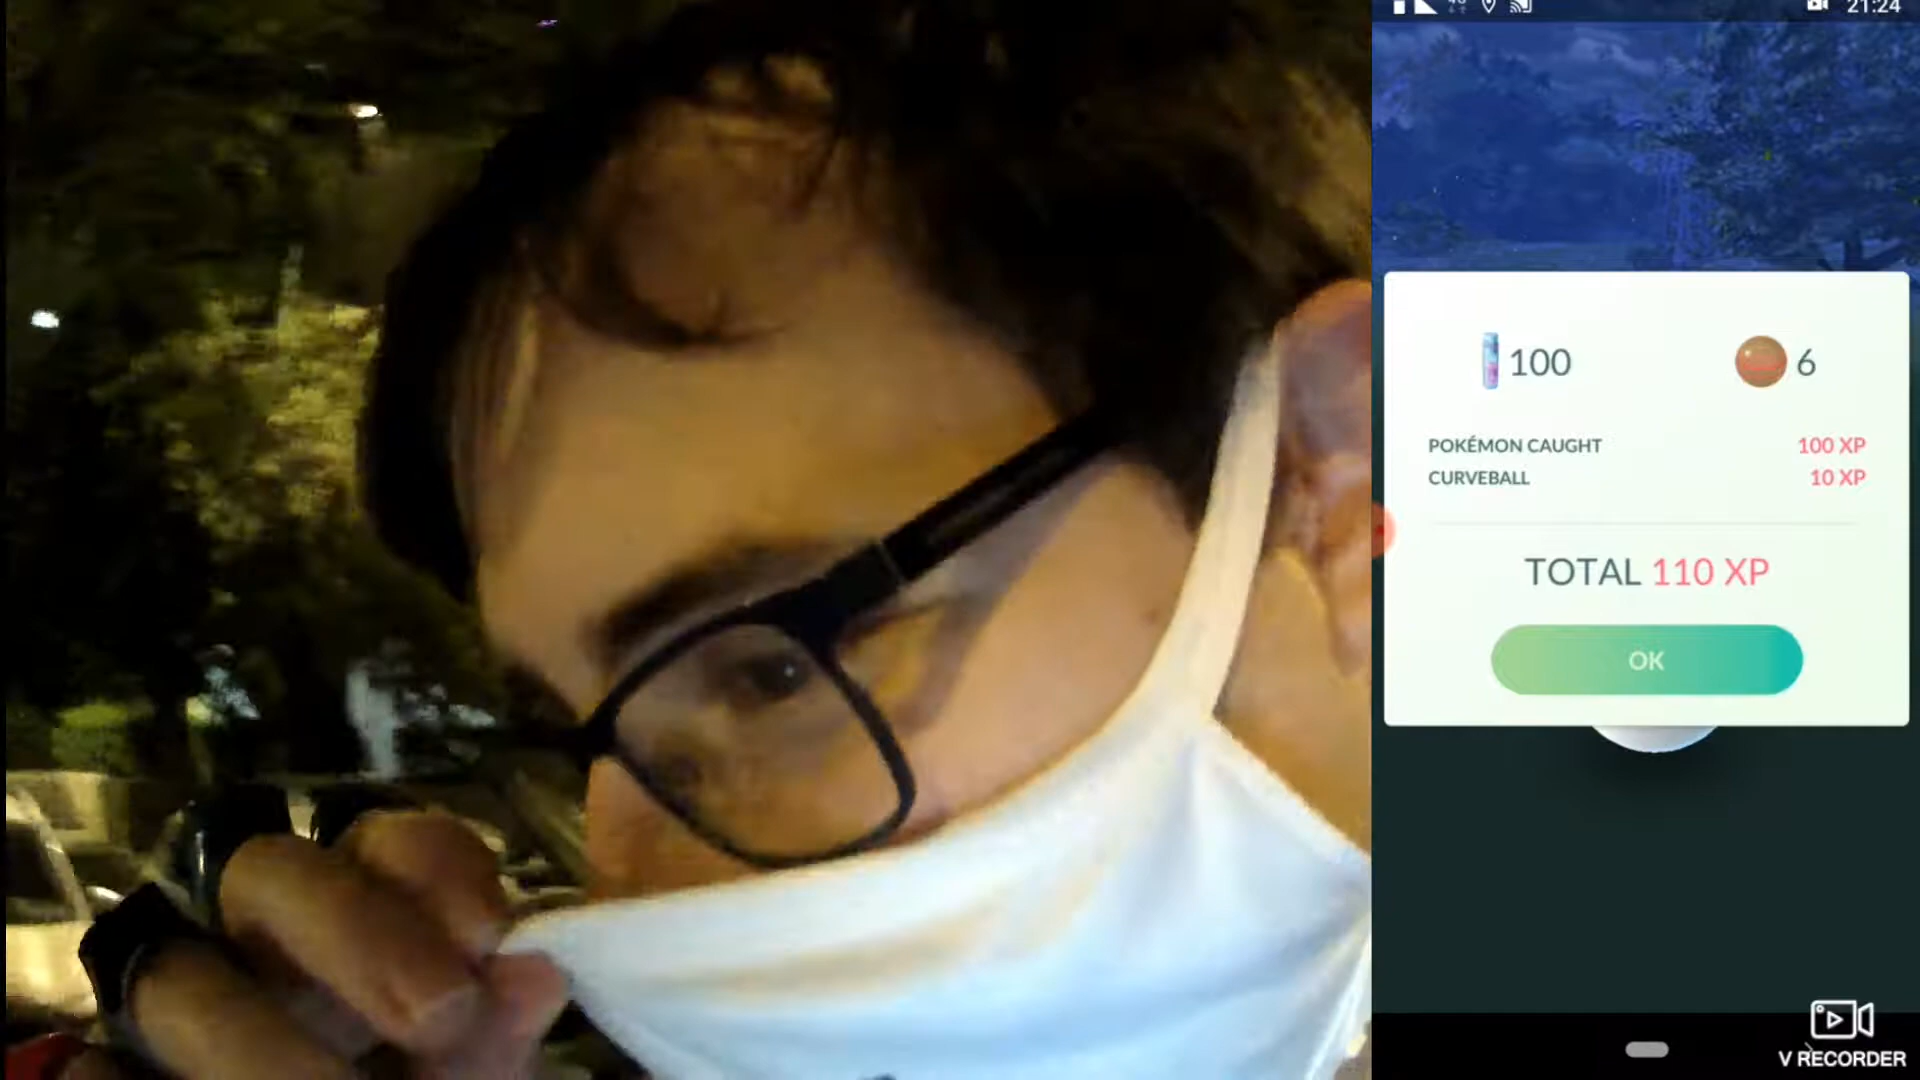 21:24
100
6
POKÉMON CAUGHT 100 XP
CURVEBALL 10 XP
TOTAL 110 XP
OK
V RECORDER